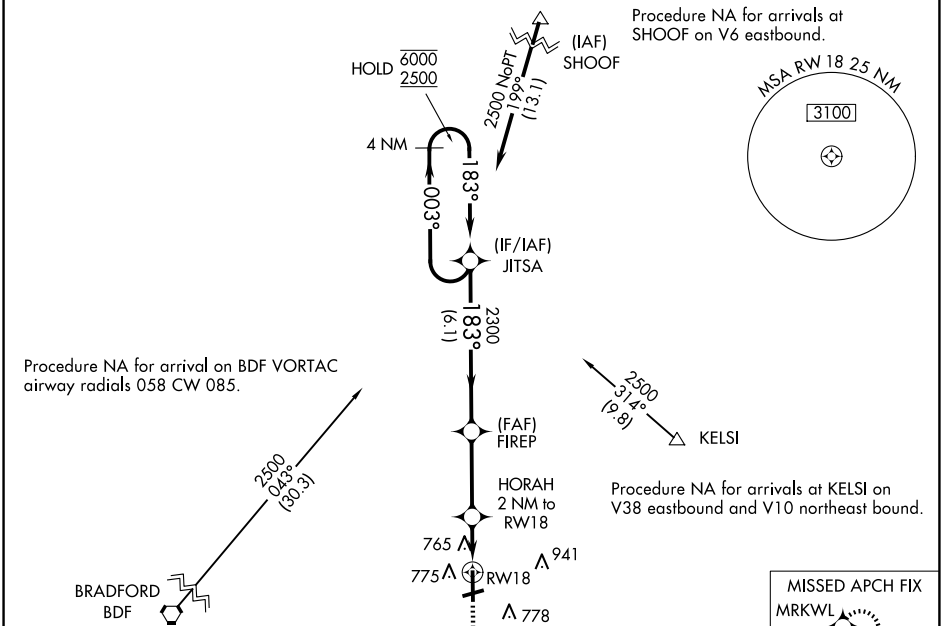 Procedure NA for arrivals at
SHOOF on V6 eastbound.
(IAF)
SHOOF
HOLD 6000
2500
2500 NoPT
199°
(13.1)
MSA RW 18 25 NM
3100
4 NM
183°
003°
(IF/IAF)
JITSA
2300
183°
(6.1)
Procedure NA for arrival on BDF VORTAC
airway radials 058 CW 085.
2500
314°
(9.8)
KELSI
(FAF)
FIREP
2500
043°
(30.3)
HORAH
2 NM to
RW18
Procedure NA for arrivals at KELSI on
V38 eastbound and V10 northeast bound.
765
941
775
RW18
778
BRADFORD
BDF
MISSED APCH FIX
MRKWL